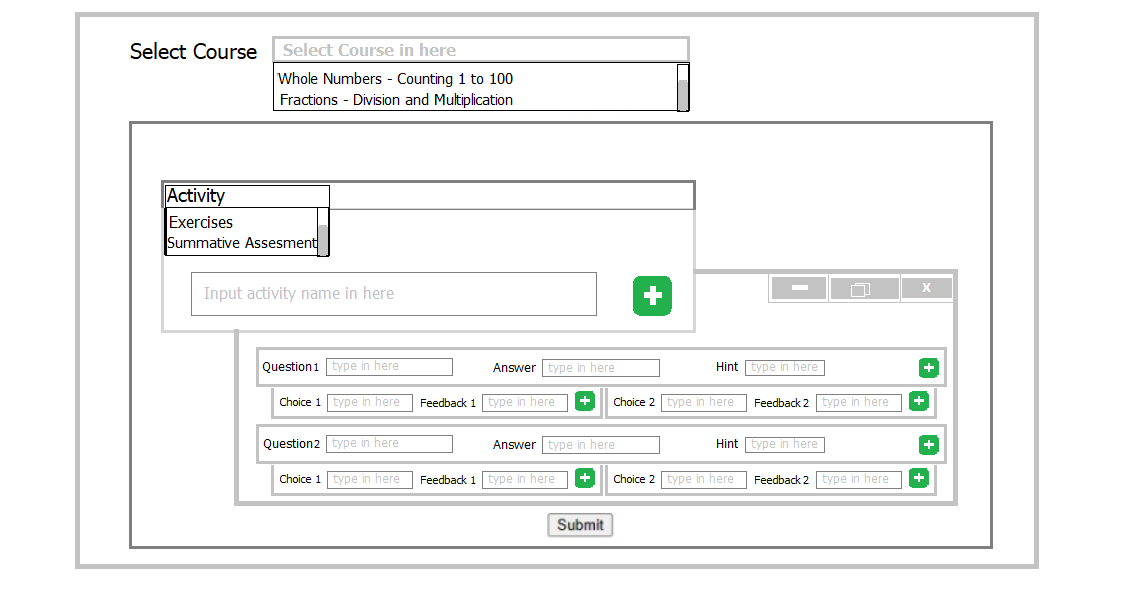 Select Course Select Course in here
Whole Numbers - Counting 1 to 100
Fractions - Division and Multiplication
Activity
Exercises
Summative Assesment
Input activity name in here
X
Question1 type in here Answer type in here Hint type in here
Choice 1 type in here Feedback 1 type in here Choice 2 type in here Feedback 2 type in here
Question2 type in here Answer type in here Hint type in here
Choice 1 type in here Feedback 1 type in here Choice 2 type in here Feedback 2 type in here
Submit